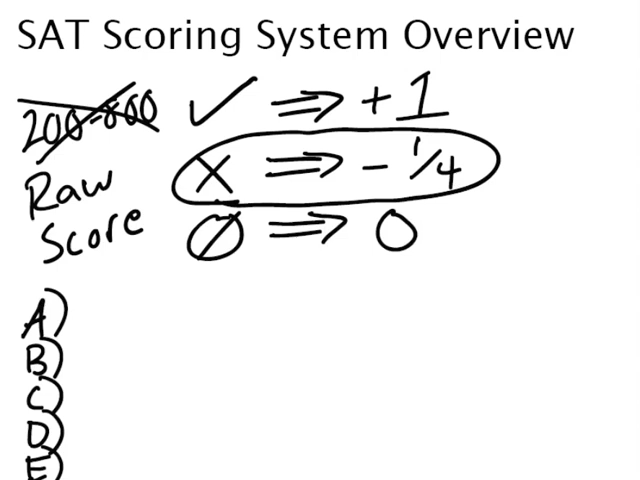 SAT Scoring System Overview
200-800 ✓ ⇒ +1
Raw X ⇒ - 1/4
Score ∅ ⇒ 0
A)
B)
C)
D)
E)